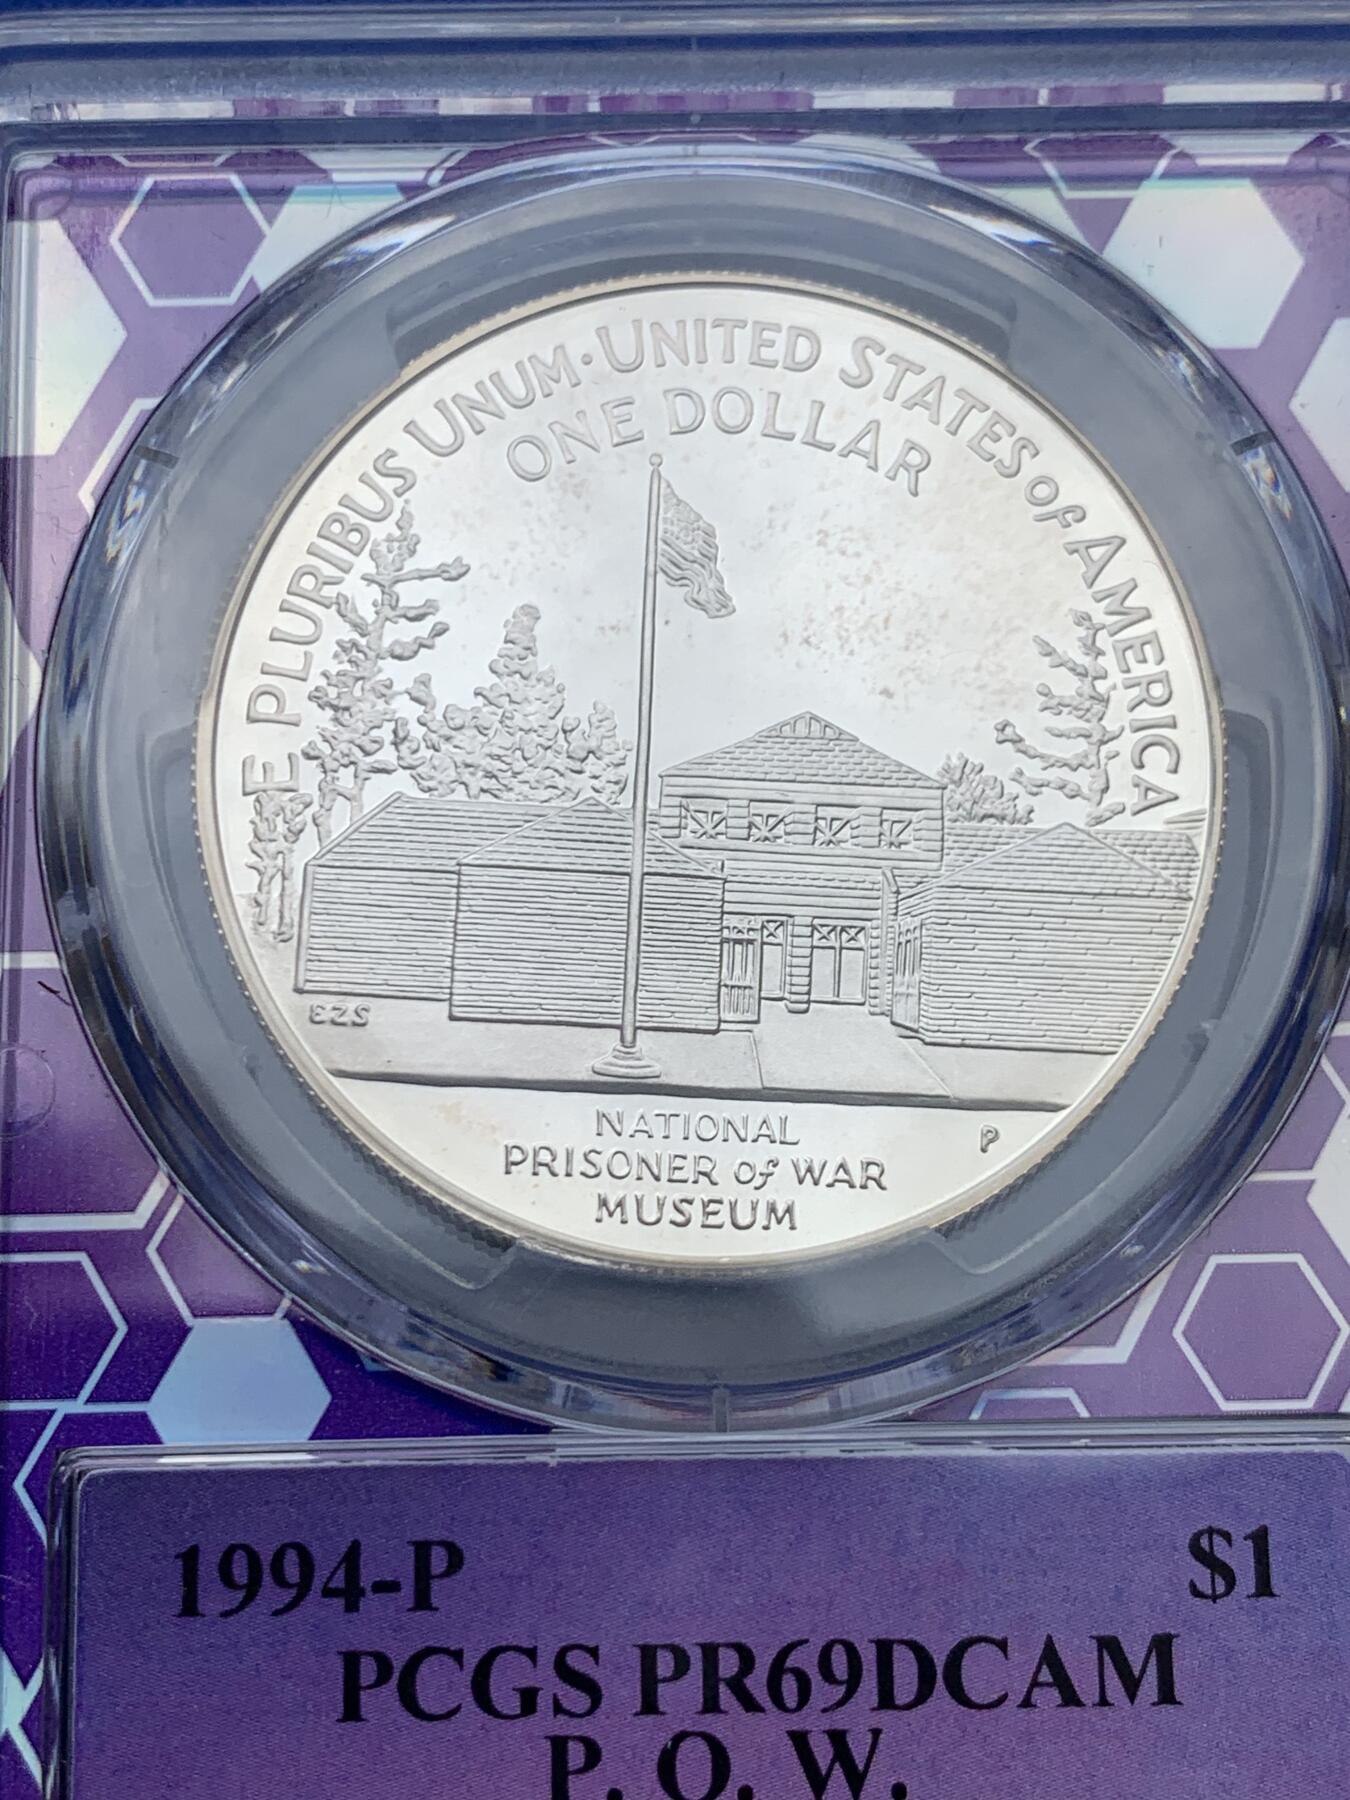 E PLURIBUS UNUM · UNITED STATES of AMERICA
ONE DOLLAR
EZS
NATIONAL
PRISONER of WAR
MUSEUM
P
1994-P $1
PCGS PR69DCAM
P. O. W.